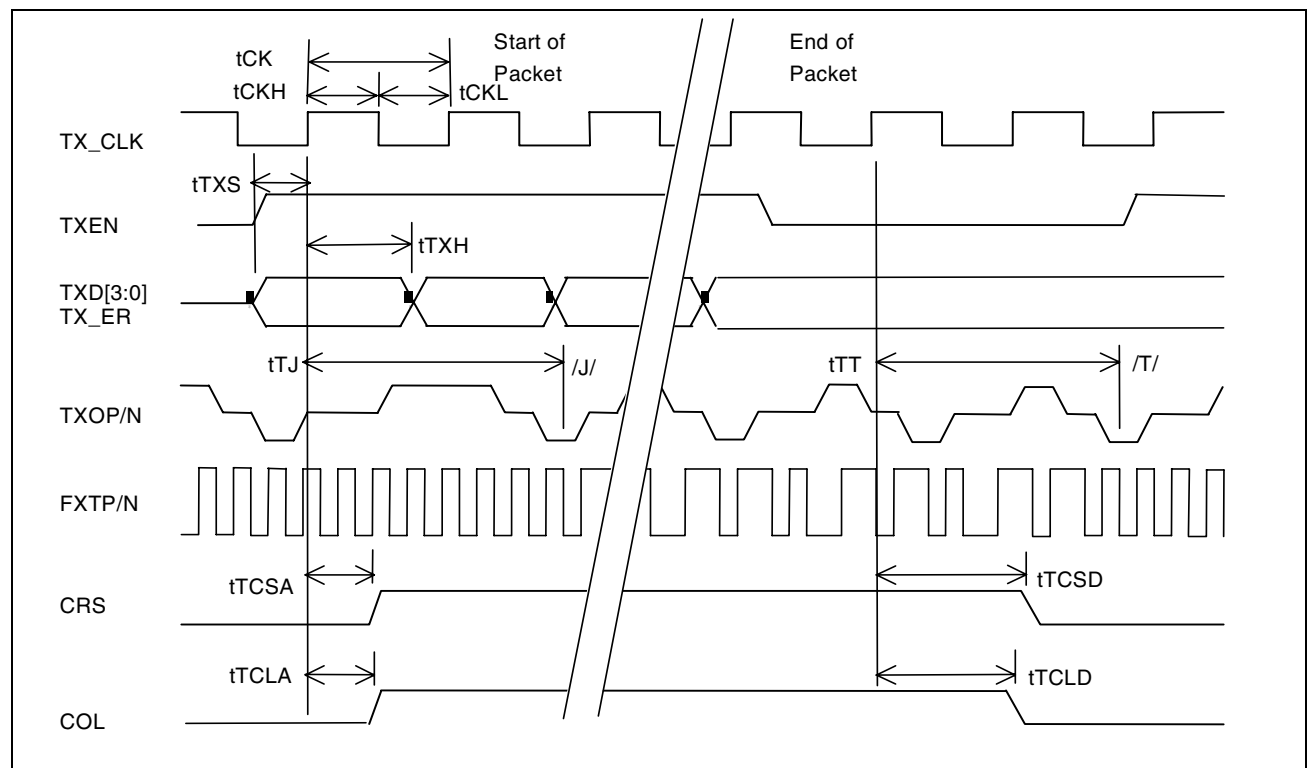 Start of
Packet
End of
Packet
tCK
tCKH
tCKL
TX_CLK
tTXS
TXEN
tTXH
TXD[3:0]
TX_ER
tTJ
/J/
tTT
/T/
TXOP/N
FXTP/N
tTCSA
tTCSD
CRS
tTCLA
tTCLD
COL